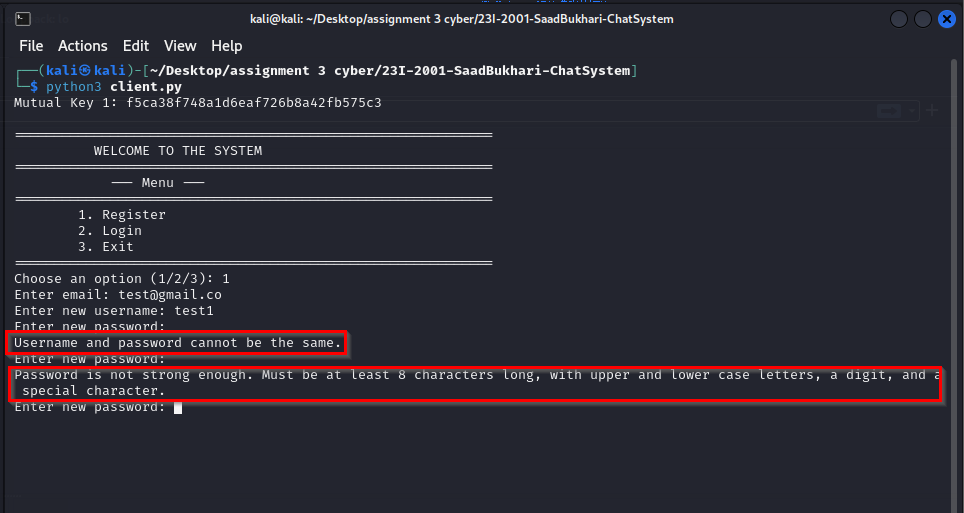 kali@kali: ~/Desktop/assignment 3 cyber/23I-2001-SaadBukhari-ChatSystem
File Actions Edit View Help
┌──(kali㉿kali)-[~/Desktop/assignment 3 cyber/23I-2001-SaadBukhari-ChatSystem]
└─$ python3 client.py
Mutual Key 1: f5ca38f748a1d6eaf726b8a42fb575c3
============================================================
WELCOME TO THE SYSTEM
============================================================
--- Menu ---
============================================================
1. Register
2. Login
3. Exit
============================================================
Choose an option (1/2/3): 1
Enter email: test@gmail.co
Enter new username: test1
Enter new password:
Username and password cannot be the same.
Enter new password:
Password is not strong enough. Must be at least 8 characters long, with upper and lower case letters, a digit, and a
special character.
Enter new password: